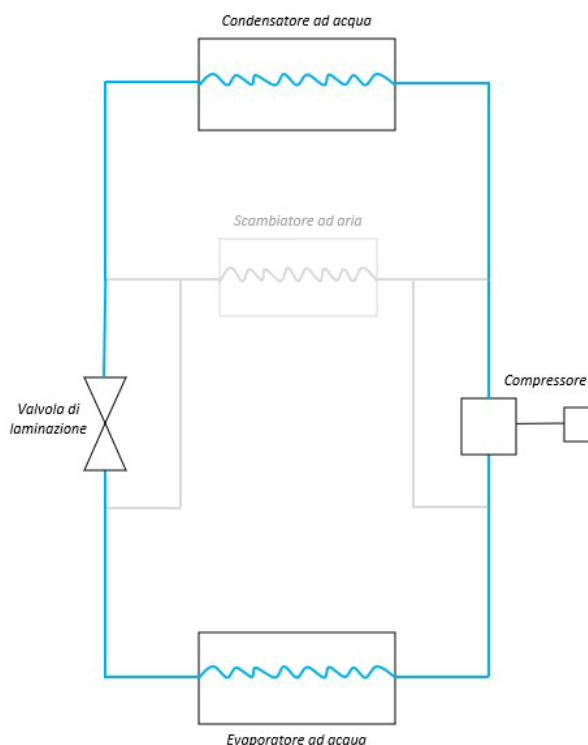 Condensatore ad acqua
Scambiatore ad aria
Compressore
Valvola di
laminazione
Evaporatore ad acqua